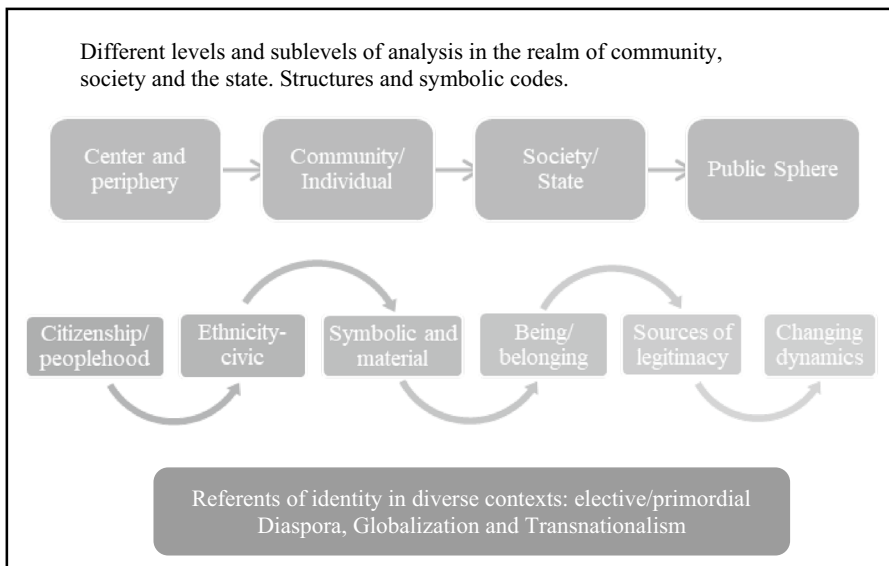 Different levels and sublevels of analysis in the realm of community,
society and the state. Structures and symbolic codes.
Center and
periphery
Community/
Individual
Society/
State
Public Sphere
Citizenship/
peoplehood
Ethnicity-
civic
Symbolic and
material
Being/
belonging
Sources of
legitimacy
Changing
dynamics
Referents of identity in diverse contexts: elective/primordial
Diaspora, Globalization and Transnationalism